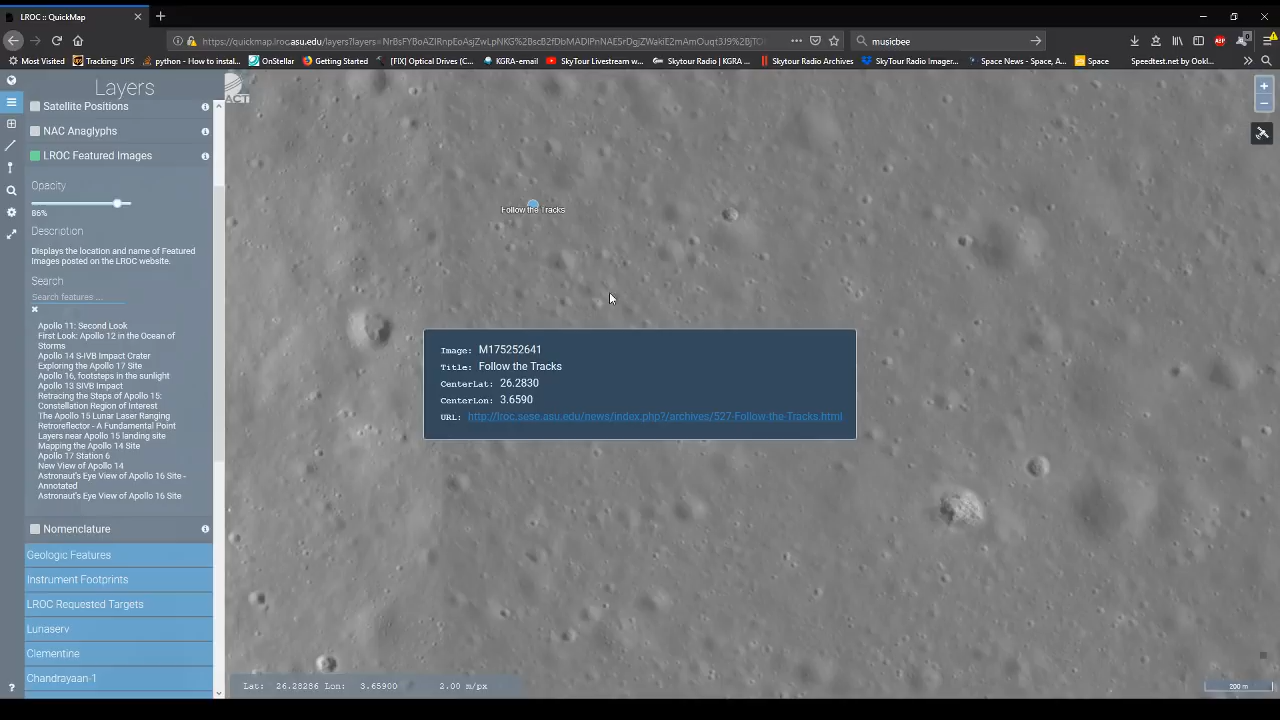 LROC :: QuickMap
https://quickmap.lroc.asu.edu/layers?layers=
musicbee
Most Visited
Tracking: UPS
python - How to instal...
OnStellar
Getting Started
[FIX] Optical Drives (C...
KGRA-email
SkyTour Livestream w...
Skytour Radio | KGRA ...
Skytour Radio Archives
SkyTour Radio Imager...
Space News - Space, A...
Space
Speedtest.net by Ookl...
Other Bookmarks
Layers
ACT
Satellite Positions
NAC Anaglyphs
LROC Featured Images
Opacity
86%
Description
Displays the location and name of Featured
Images posted on the LROC website.
Search
Search features ...
Apollo 11: Second Look
First Look: Apollo 12 in the Ocean of
Storms
Apollo 14 S-IVB Impact Crater
Exploring the Apollo 17 Site
Apollo 16, footsteps in the sunlight
Apollo 13 SIVB Impact
Retracing the Steps of Apollo 15:
Constellation Region of Interest
The Apollo 15 Lunar Laser Ranging
Retroreflector - A Fundamental Point
Layers near Apollo 15 landing site
Mapping the Apollo 14 Site
Apollo 17 Station 6
New View of Apollo 14
Astronaut's Eye View of Apollo 16 Site -
Annotated
Astronaut's Eye View of Apollo 16 Site
Nomenclature
Geologic Features
Instrument Footprints
LROC Requested Targets
Lunaserv
Clementine
Chandrayaan-1
Follow the Tracks
Image: M175252641
Title: Follow the Tracks
CenterLat: 26.2830
CenterLon: 3.6590
URL: http://lroc.sese.asu.edu/news/index.php?/archives/527-Follow-the-Tracks.html
Lat: 26.28286 Lon: 3.65900 2.00 m/px
200 m